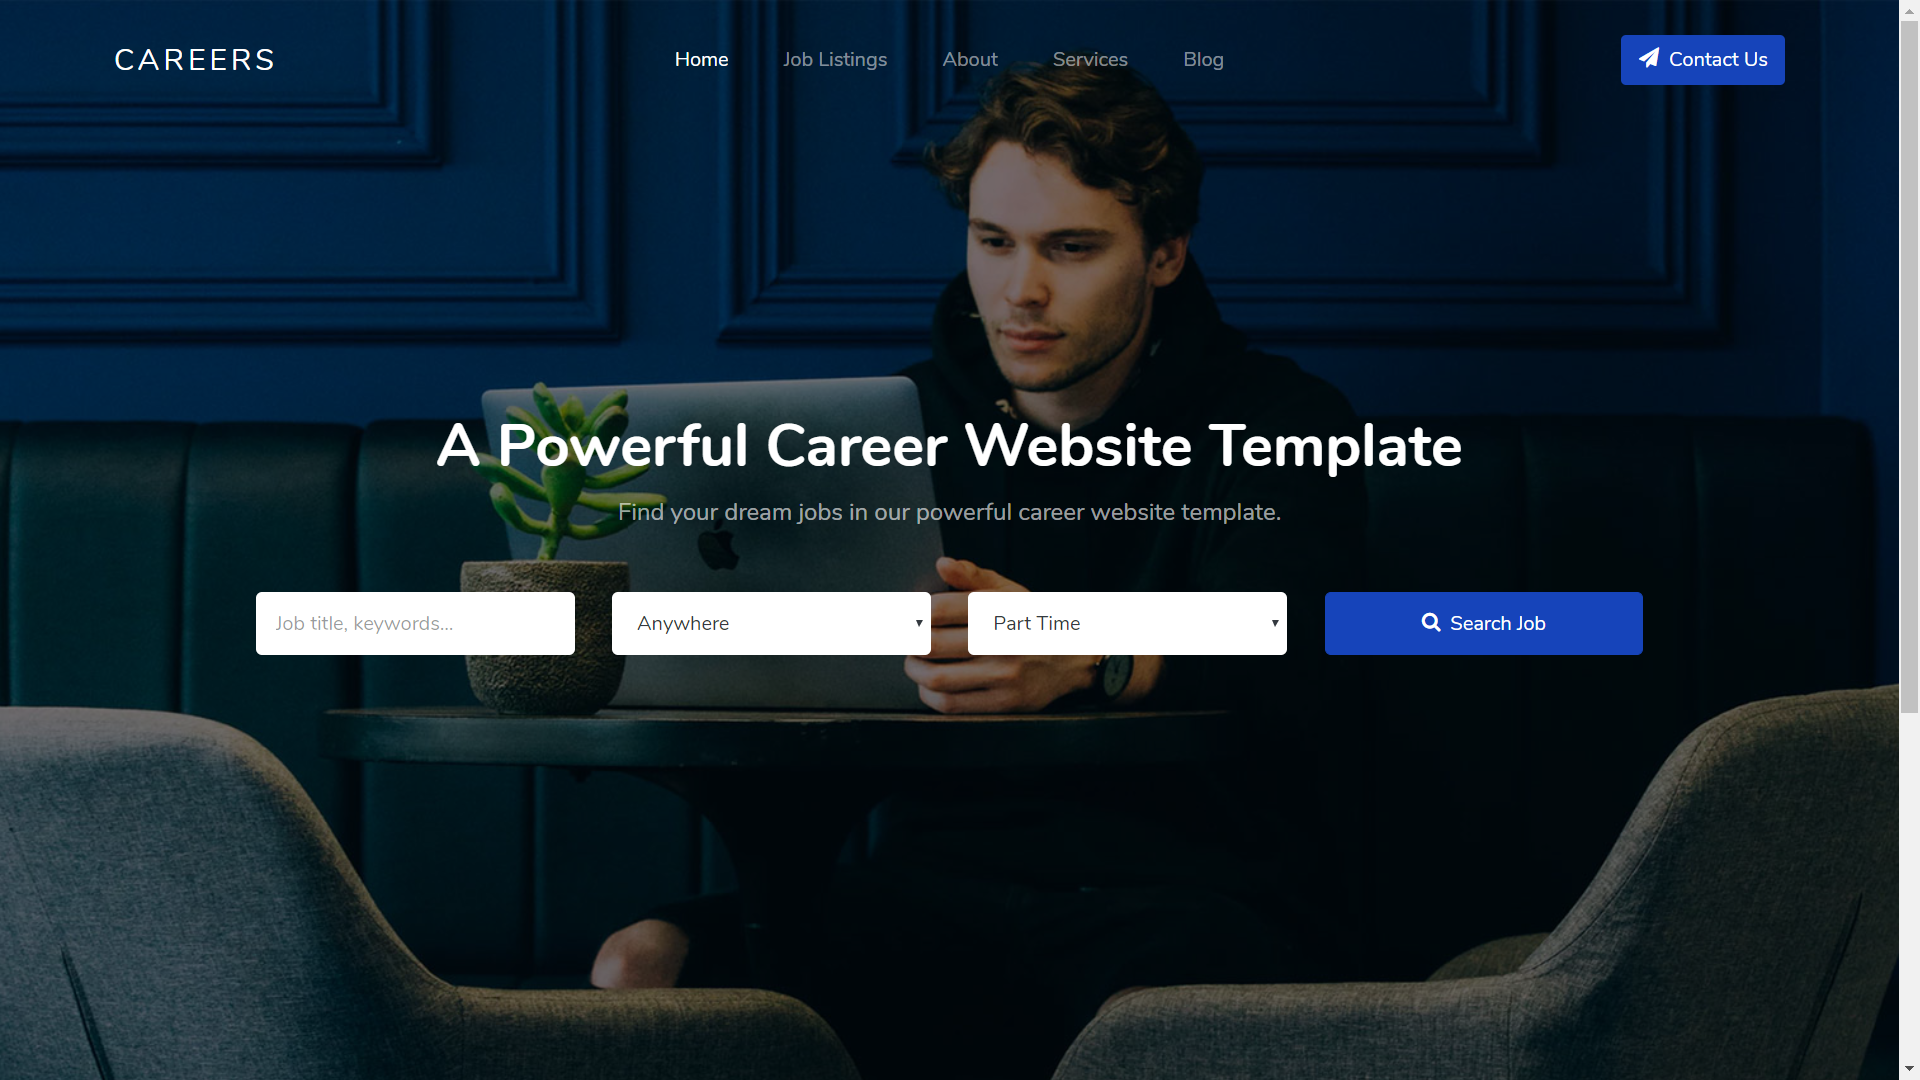 CAREERS
Home
Job Listings
About
Services
Blog
Contact Us
A Powerful Career Website Template
Find your dream jobs in our powerful career website template.
Job title, keywords...
Anywhere
Part Time
Search Job